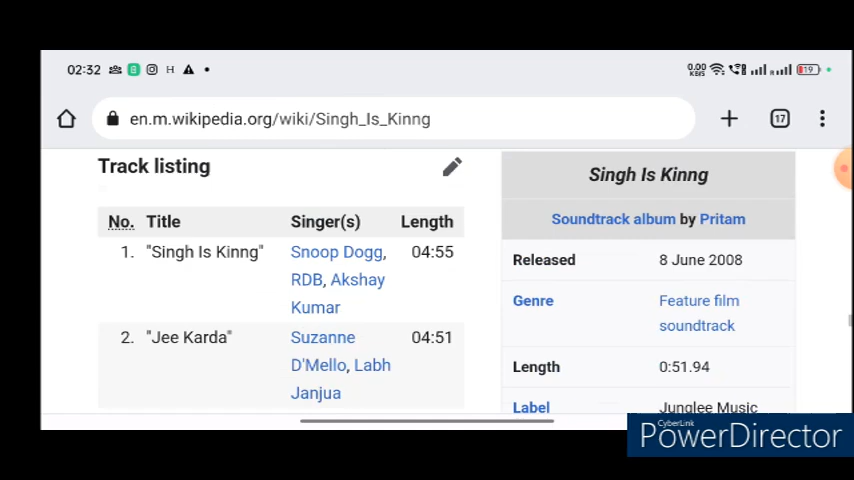 02:32 H
0.00 KB/S 19
en.m.wikipedia.org/wiki/Singh_Is_Kinng 17
Track listing
No. Title Singer(s) Length
1. "Singh Is Kinng" Snoop Dogg, 04:55
RDB, Akshay
Kumar
2. "Jee Karda" Suzanne 04:51
D'Mello, Labh
Janjua
Singh Is Kinng
Soundtrack album by Pritam
Released 8 June 2008
Genre Feature film
soundtrack
Length 0:51.94
Label Junglee Music
CyberLink
PowerDirector